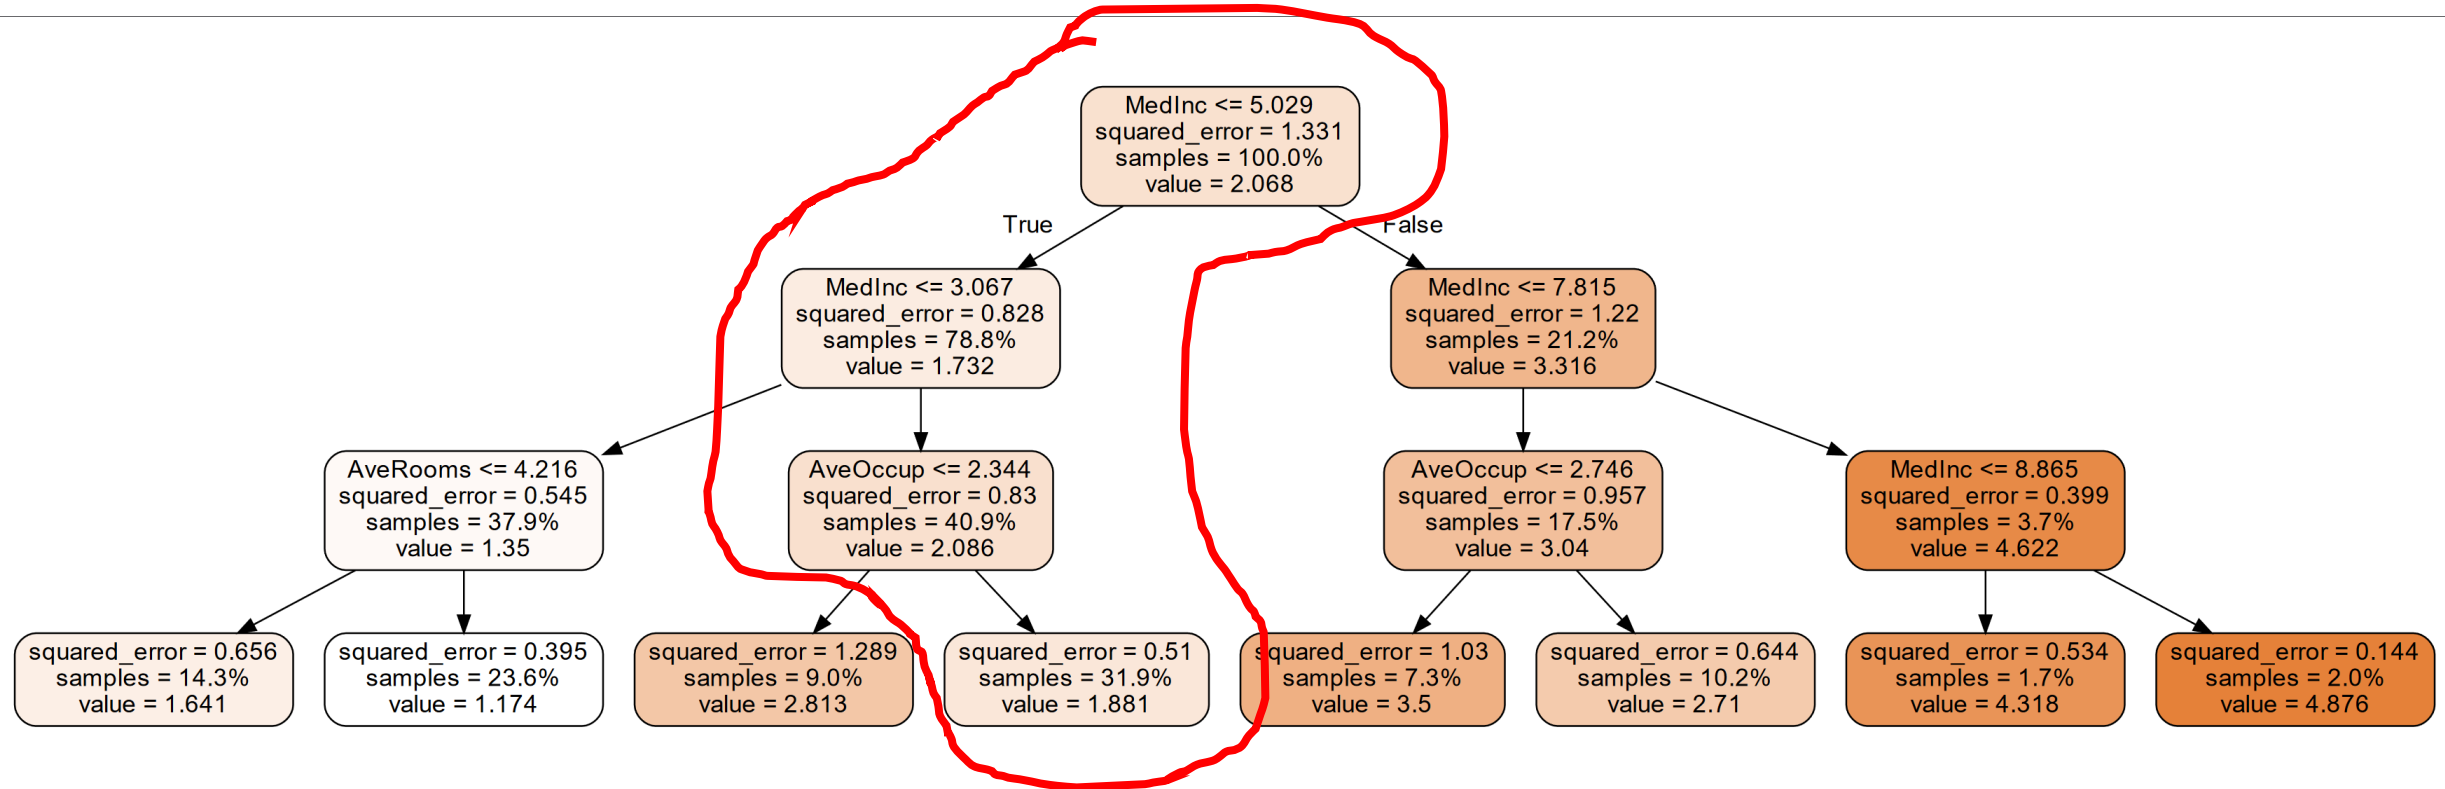 MedInc <= 5.029
squared_error = 1.331
samples = 100.0%
value = 2.068
True
False
MedInc <= 3.067
squared_error = 0.828
samples = 78.8%
value = 1.732
MedInc <= 7.815
squared_error = 1.22
samples = 21.2%
value = 3.316
AveRooms <= 4.216
squared_error = 0.545
samples = 37.9%
value = 1.35
AveOccup <= 2.344
squared_error = 0.83
samples = 40.9%
value = 2.086
AveOccup <= 2.746
squared_error = 0.957
samples = 17.5%
value = 3.04
MedInc <= 8.865
squared_error = 0.399
samples = 3.7%
value = 4.622
squared_error = 0.656
samples = 14.3%
value = 1.641
squared_error = 0.395
samples = 23.6%
value = 1.174
squared_error = 1.289
samples = 9.0%
value = 2.813
squared_error = 0.51
samples = 31.9%
value = 1.881
squared_error = 1.03
samples = 7.3%
value = 3.5
squared_error = 0.644
samples = 10.2%
value = 2.71
squared_error = 0.534
samples = 1.7%
value = 4.318
squared_error = 0.144
samples = 2.0%
value = 4.876